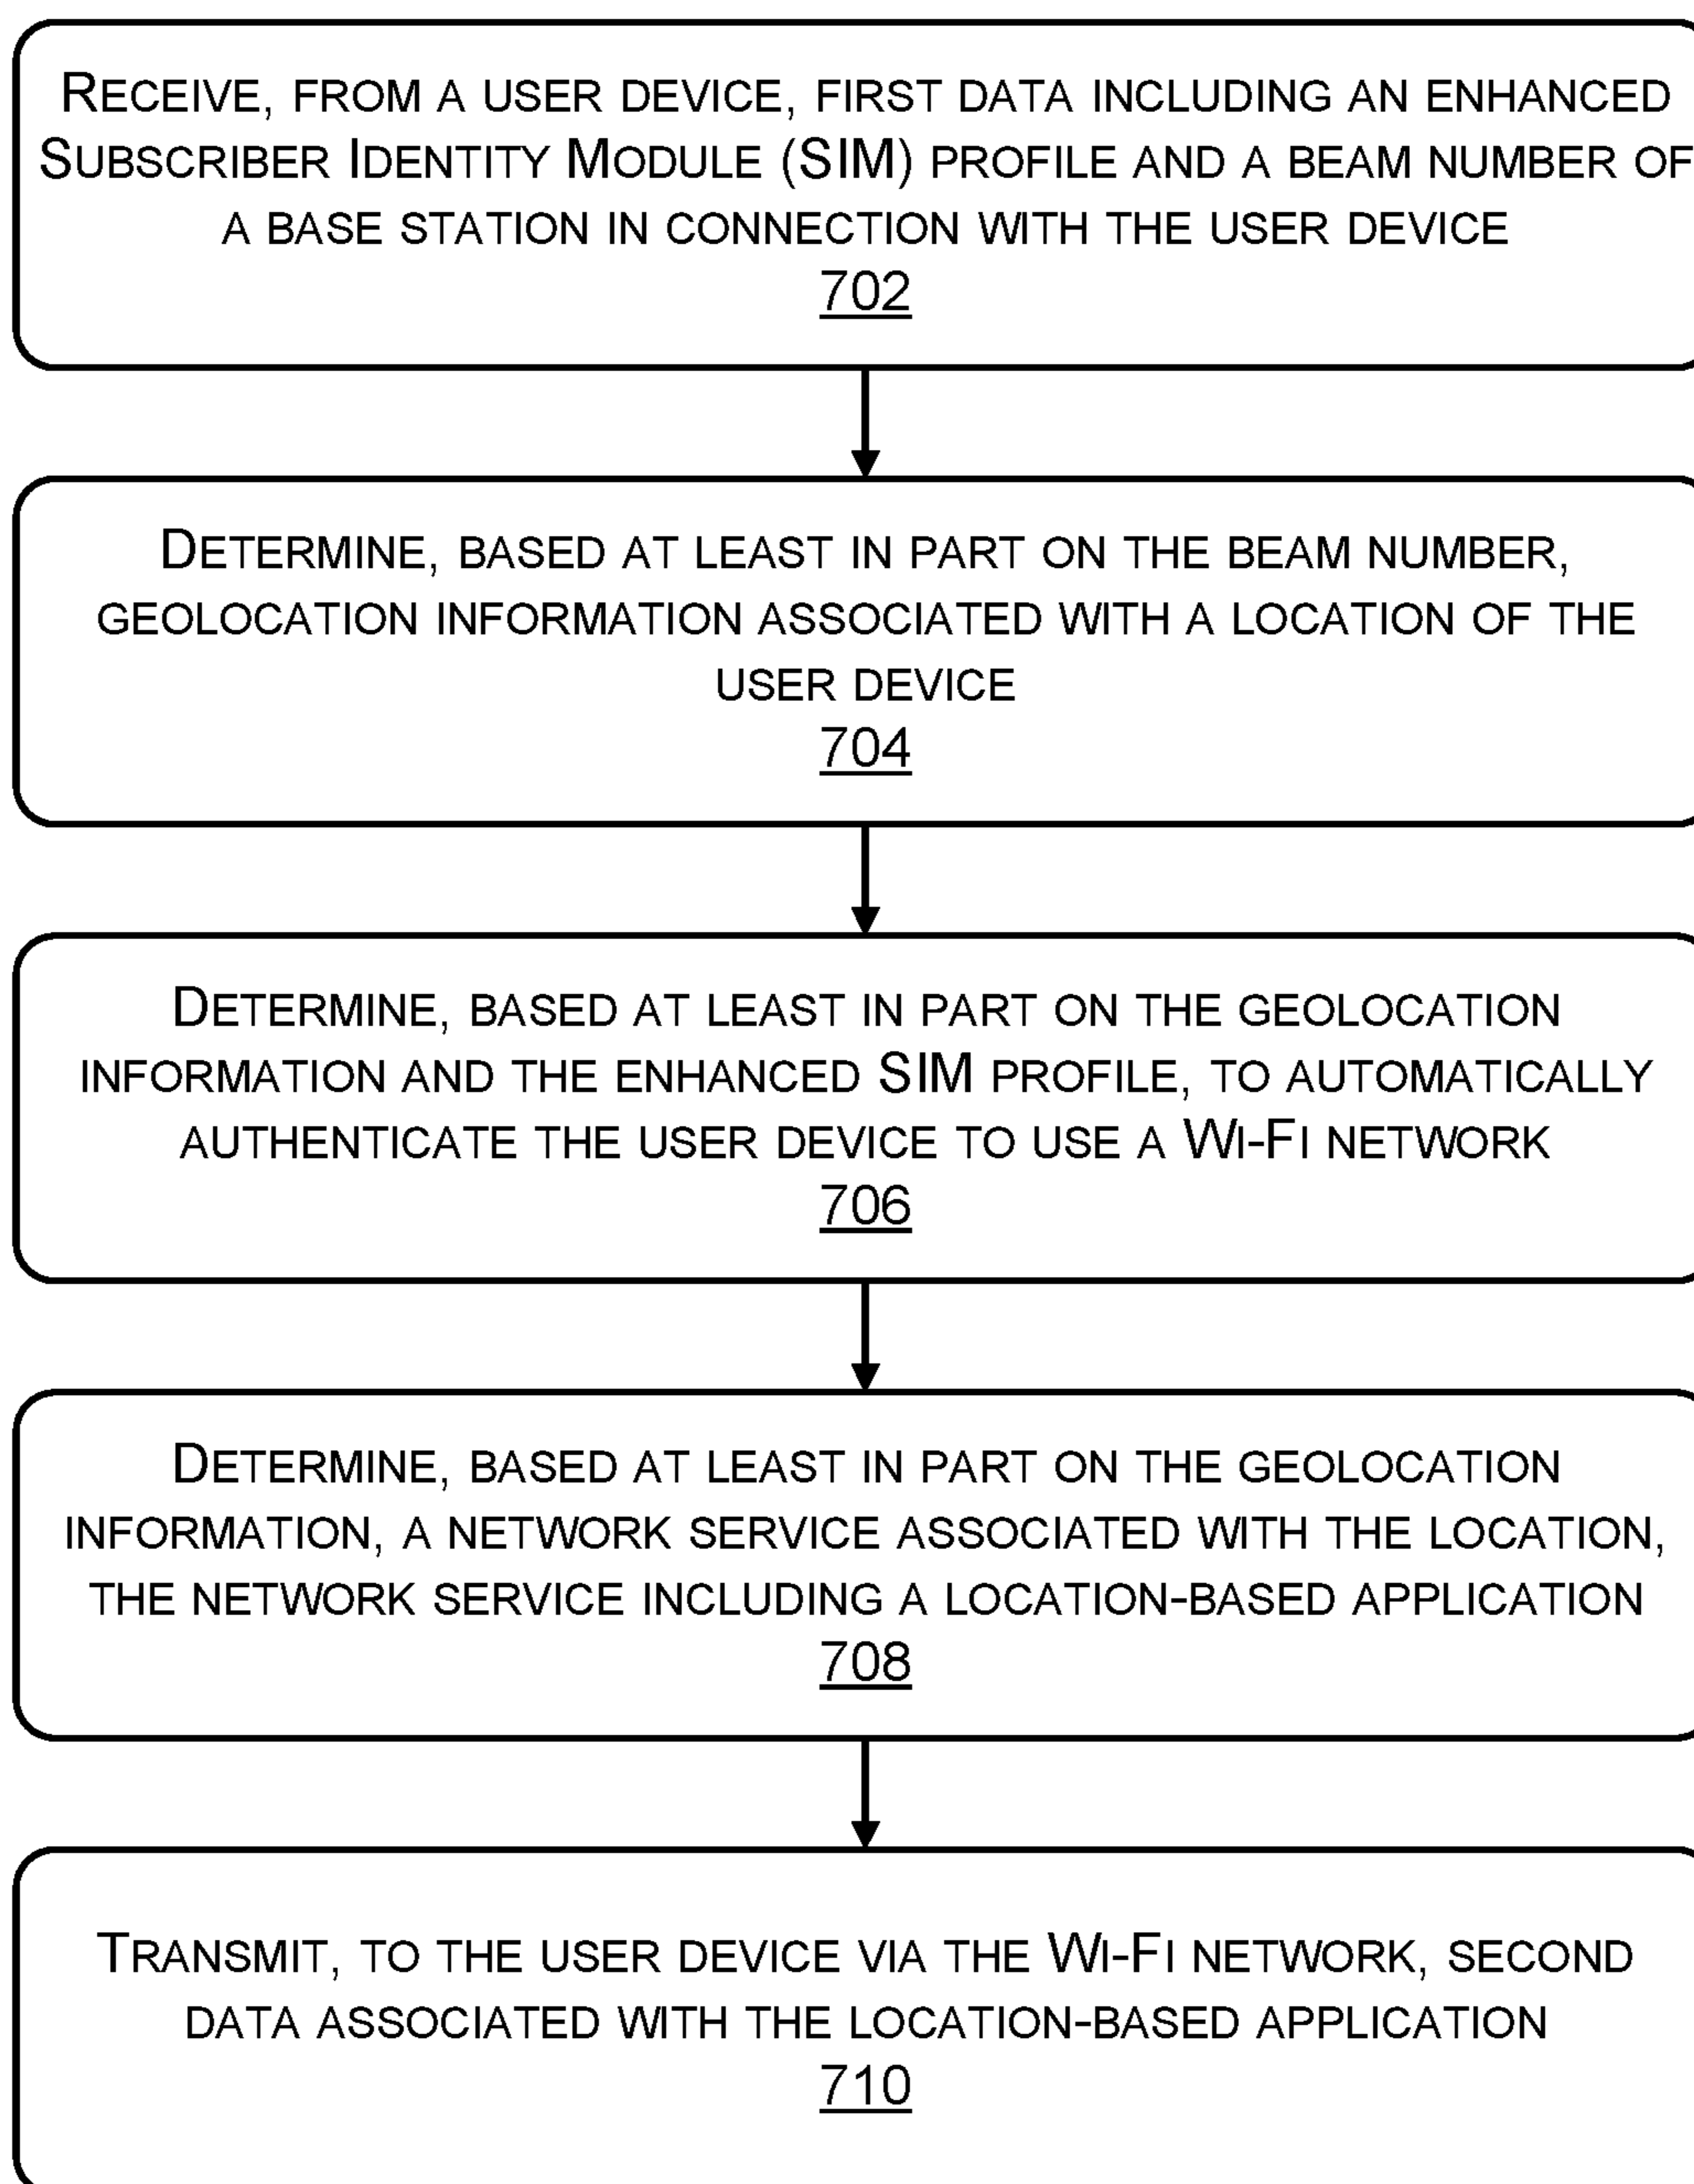 RECEIVE, FROM A USER DEVICE, FIRST DATA INCLUDING AN ENHANCED
SUBSCRIBER IDENTITY MODULE (SIM) PROFILE AND A BEAM NUMBER OF
A BASE STATION IN CONNECTION WITH THE USER DEVICE
702
DETERMINE, BASED AT LEAST IN PART ON THE BEAM NUMBER,
GEOLOCATION INFORMATION ASSOCIATED WITH A LOCATION OF THE
USER DEVICE
704
DETERMINE, BASED AT LEAST IN PART ON THE GEOLOCATION
INFORMATION AND THE ENHANCED SIM PROFILE, TO AUTOMATICALLY
AUTHENTICATE THE USER DEVICE TO USE A WI-FI NETWORK
706
DETERMINE, BASED AT LEAST IN PART ON THE GEOLOCATION
INFORMATION, A NETWORK SERVICE ASSOCIATED WITH THE LOCATION,
THE NETWORK SERVICE INCLUDING A LOCATION-BASED APPLICATION
708
TRANSMIT, TO THE USER DEVICE VIA THE WI-FI NETWORK, SECOND
DATA ASSOCIATED WITH THE LOCATION-BASED APPLICATION
710